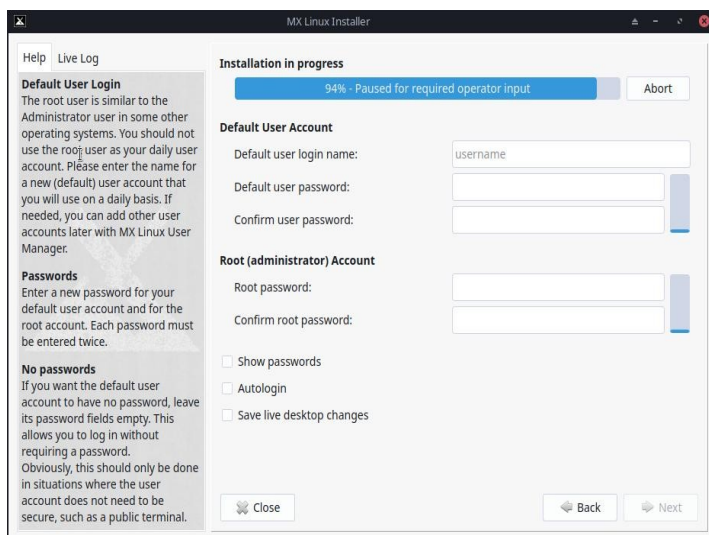 MX Linux Installer
Help
Live Log
Default User Login
The root user is similar to the
Administrator user in some other
operating systems. You should not
use the root user as your daily user
account. Please enter the name for
a new (default) user account that
you will use on a daily basis. If
needed, you can add other user
accounts later with MX Linux User
Manager.
Passwords
Enter a new password for your
default user account and for the
root account. Each password must
be entered twice.
No passwords
If you want the default user
account to have no password, leave
its password fields empty. This
allows you to log in without
requiring a password.
Obviously, this should only be done
in situations where the user
account does not need to be
secure, such as a public terminal.
Installation in progress
94% - Paused for required operator input
Abort
Default User Account
Default user login name:
username
Default user password:
Confirm user password:
Root (administrator) Account
Root password:
Confirm root password:
Show passwords
Autologin
Save live desktop changes
Close
Back
Next